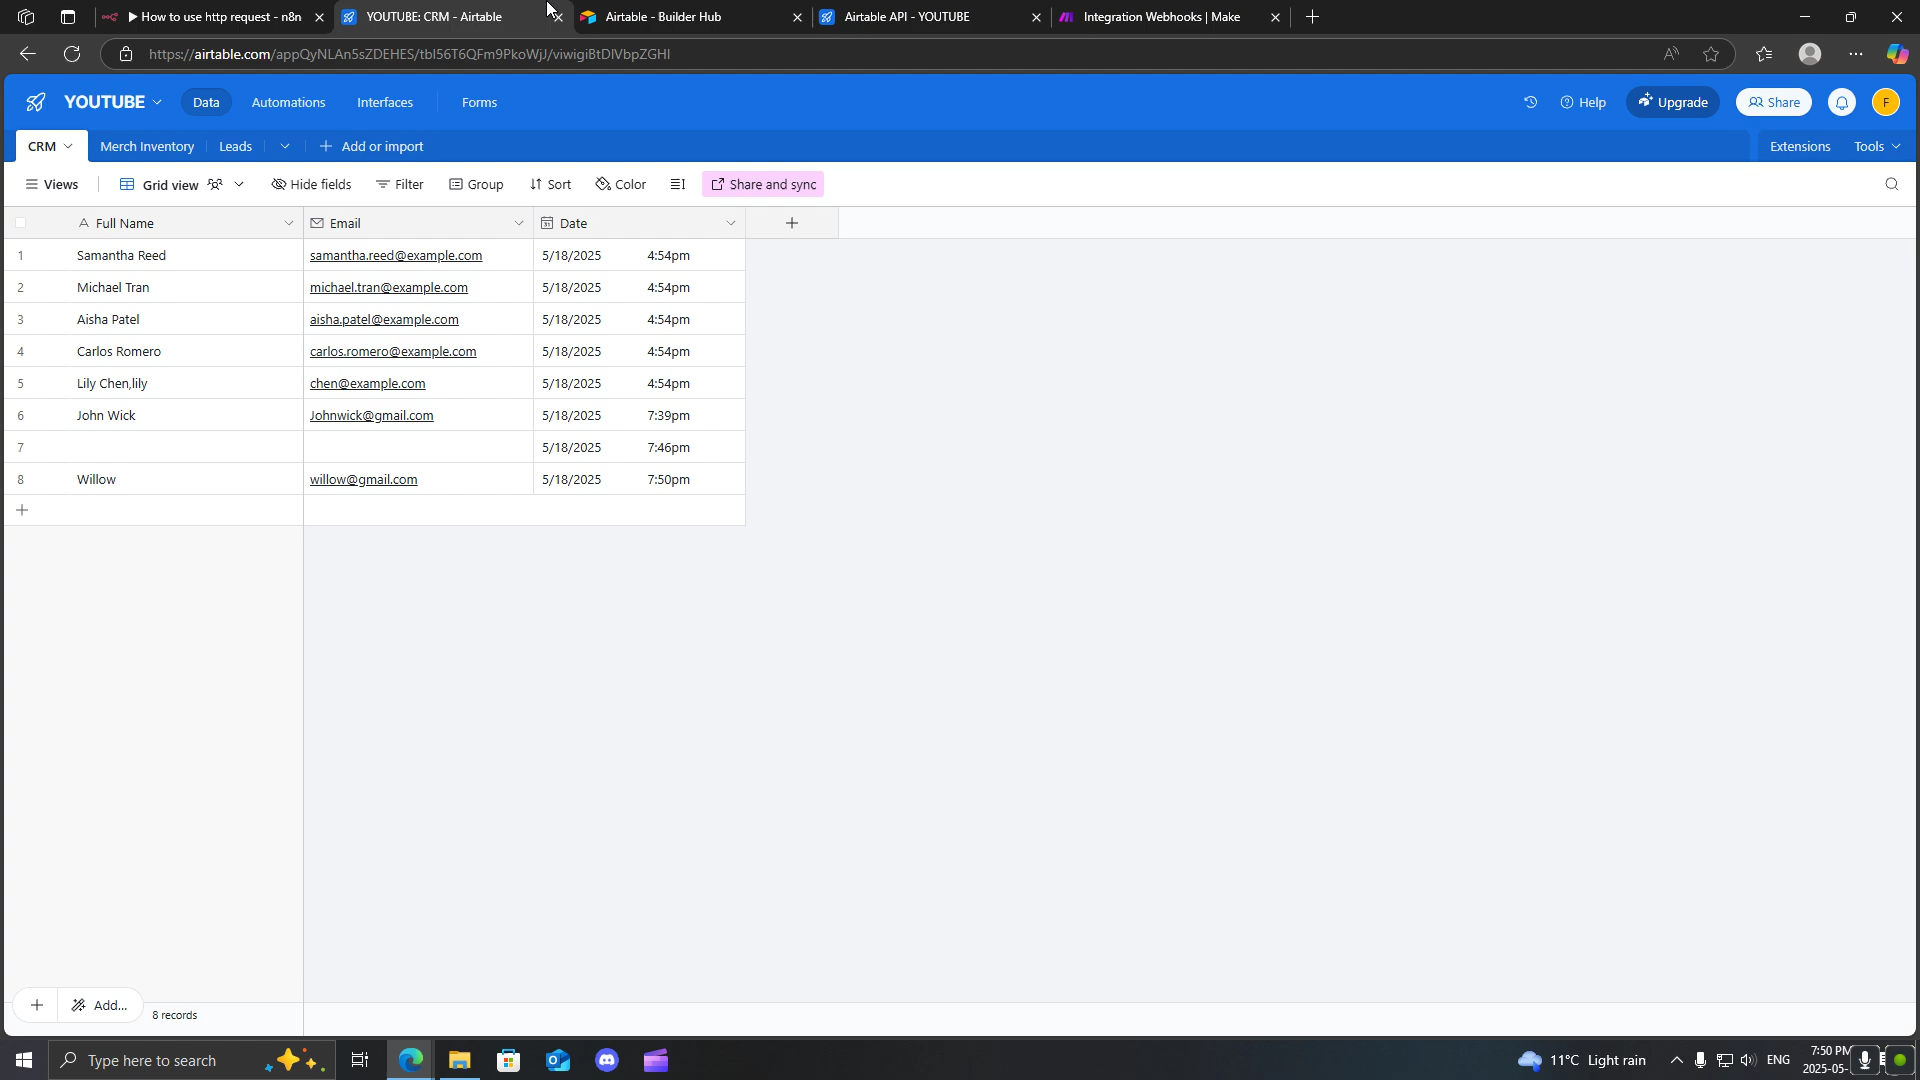 How to use http request - n8n
YOUTUBE: CRM - Airtable
Airtable - Builder Hub
Airtable API - YOUTUBE
Integration Webhooks | Make
https://airtable.com/appQyNLAn5sZDEHES/tbl56T6QFm9PkoWjJ/viwigiBtDIVbpZGHI
YOUTUBE Data Automations Interfaces Forms Help Upgrade Share F
CRM Merch Inventory Leads Add or import Extensions Tools
Views Grid view Hide fields Filter Group Sort Color Share and sync
Full Name Email Date
1 Samantha Reed samantha.reed@example.com 5/18/2025 4:54pm
2 Michael Tran michael.tran@example.com 5/18/2025 4:54pm
3 Aisha Patel aisha.patel@example.com 5/18/2025 4:54pm
4 Carlos Romero carlos.romero@example.com 5/18/2025 4:54pm
5 Lily Chen,lily chen@example.com 5/18/2025 4:54pm
6 John Wick Johnwick@gmail.com 5/18/2025 7:39pm
7 5/18/2025 7:46pm
8 Willow willow@gmail.com 5/18/2025 7:50pm
Add...
8 records
Type here to search
11°C Light rain
ENG
7:50 PM
2025-05-